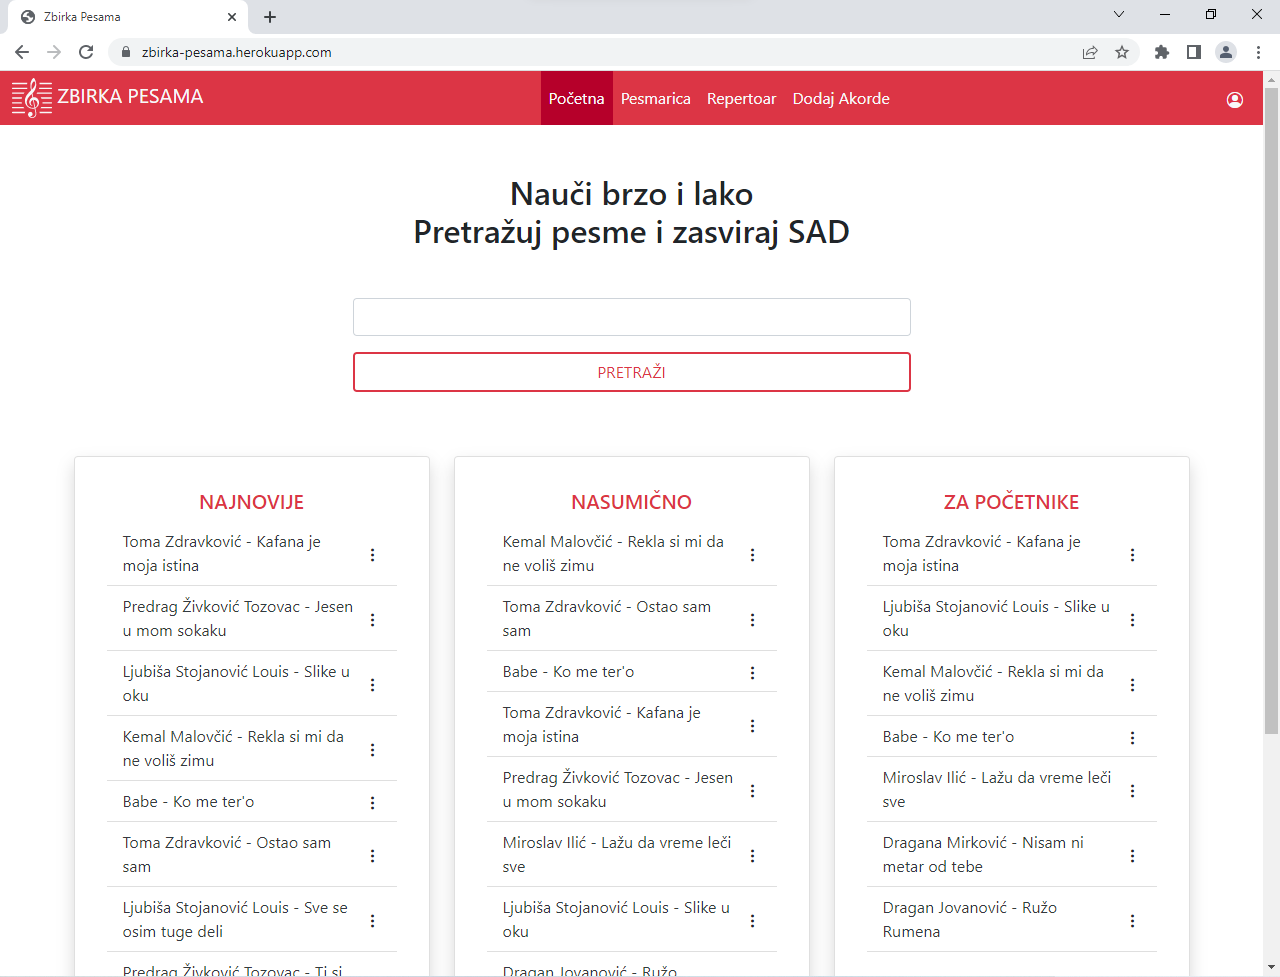 Zbirka Pesama
zbirka-pesama.herokuapp.com
ZBIRKA PESAMA
Početna
Pesmarica
Repertoar
Dodaj Akorde
Nauči brzo i lako
Pretražuj pesme i zasviraj SAD
PRETRAŽI
NAJNOVIJE
Toma Zdravković - Kafana je
moja istina
Predrag Živković Tozovac - Jesen
u mom sokaku
Ljubiša Stojanović Louis - Slike u
oku
Kemal Malovčić - Rekla si mi da
ne voliš zimu
Babe - Ko me ter'o
Toma Zdravković - Ostao sam
sam
Ljubiša Stojanović Louis - Sve se
osim tuge deli
Predrag Živković Tozovac - Ti si
NASUMIČNO
Kemal Malovčić - Rekla si mi da
ne voliš zimu
Toma Zdravković - Ostao sam
sam
Babe - Ko me ter'o
Toma Zdravković - Kafana je
moja istina
Predrag Živković Tozovac - Jesen
u mom sokaku
Miroslav Ilić - Lažu da vreme leči
sve
Ljubiša Stojanović Louis - Slike u
oku
Dragan Jovanović - Ružo
ZA POČETNIKE
Toma Zdravković - Kafana je
moja istina
Ljubiša Stojanović Louis - Slike u
oku
Kemal Malovčić - Rekla si mi da
ne voliš zimu
Babe - Ko me ter'o
Miroslav Ilić - Lažu da vreme leči
sve
Dragana Mirković - Nisam ni
metar od tebe
Dragan Jovanović - Ružo
Rumena